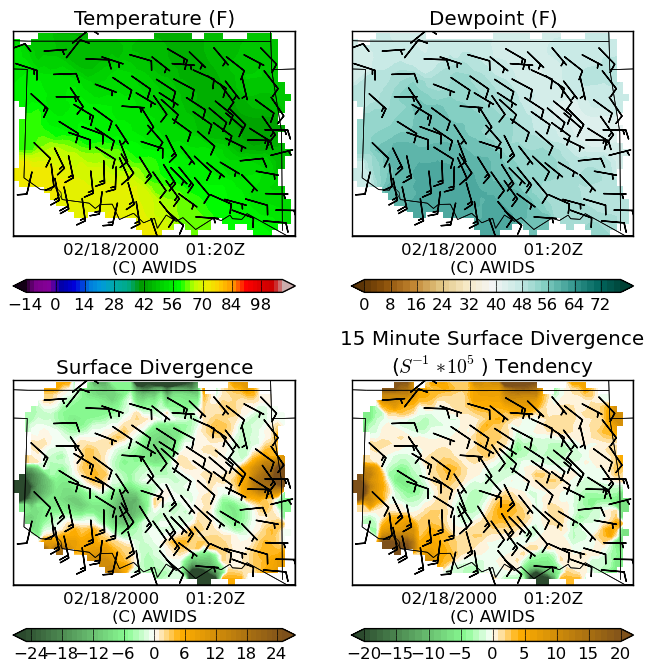 Temperature (F)
Dewpoint (F)
02/18/2000 01:20Z
(C) AWIDS
02/18/2000 01:20Z
(C) AWIDS
−14 0 14 28 42 56 70 84 98
0 8 16 24 32 40 48 56 64 72
15 Minute Surface Divergence
Surface Divergence
(S⁻¹ *10⁵ ) Tendency
02/18/2000 01:20Z
(C) AWIDS
02/18/2000 01:20Z
(C) AWIDS
−24 −18 −12 −6 0 6 12 18 24
−20 −15 −10 −5 0 5 10 15 20